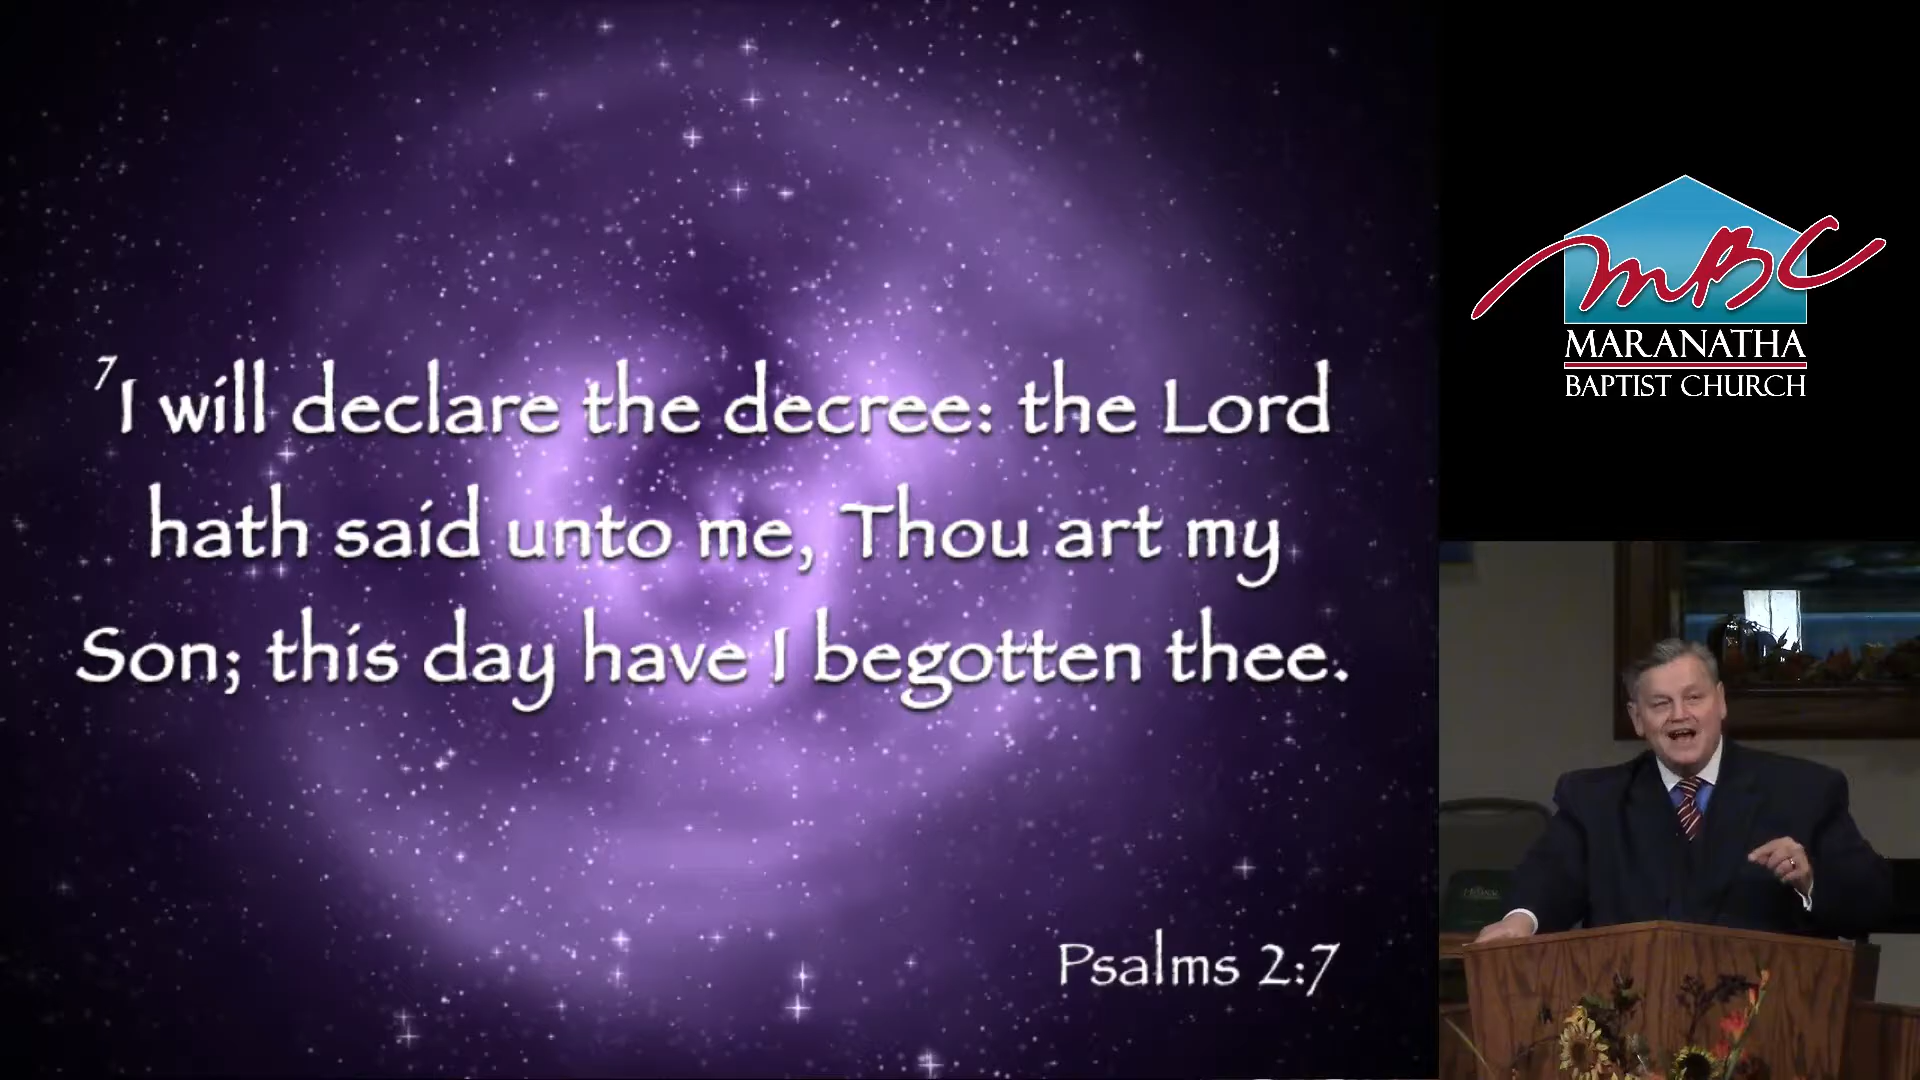 7 I will declare the decree: the Lord
hath said unto me, Thou art my
Son; this day have I begotten thee.
Psalms 2:7
MBC
MARANATHA
BAPTIST CHURCH